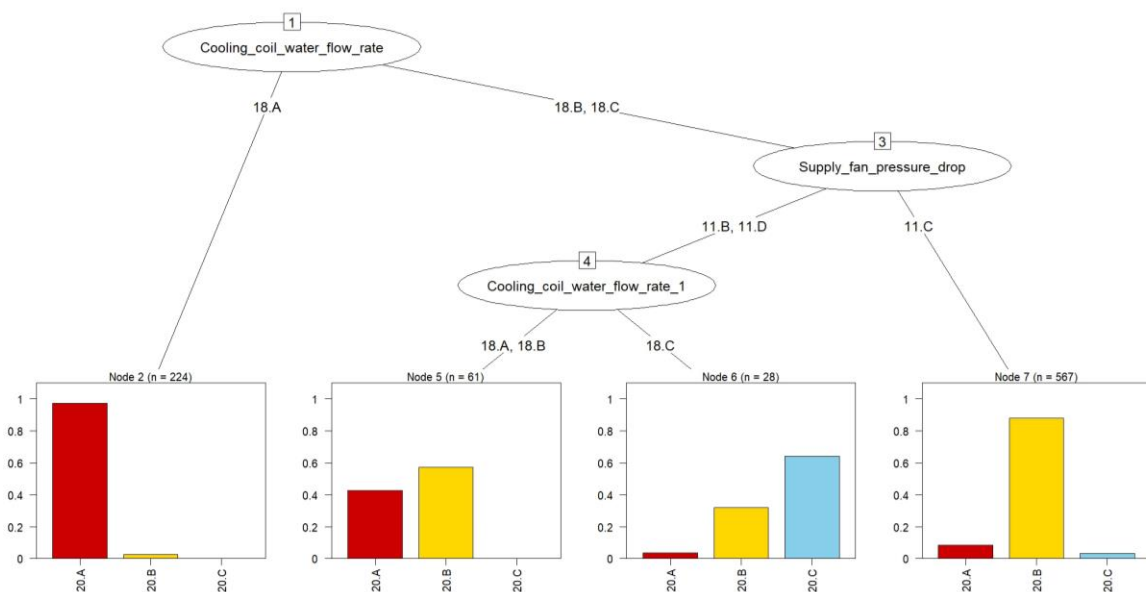 1
Cooling_coil_water_flow_rate
18.A
18.B, 18.C
3
Supply_fan_pressure_drop
11.B, 11.D
11.C
4
Cooling_coil_water_flow_rate_1
18.A, 18.B
18.C
Node 2 (n = 224)
1
0.8
0.6
0.4
0.2
0
20.A
20.B
20.C
Node 5 (n = 61)
1
0.8
0.6
0.4
0.2
0
20.A
20.B
20.C
Node 6 (n = 28)
1
0.8
0.6
0.4
0.2
0
20.A
20.B
20.C
Node 7 (n = 567)
1
0.8
0.6
0.4
0.2
0
20.A
20.B
20.C